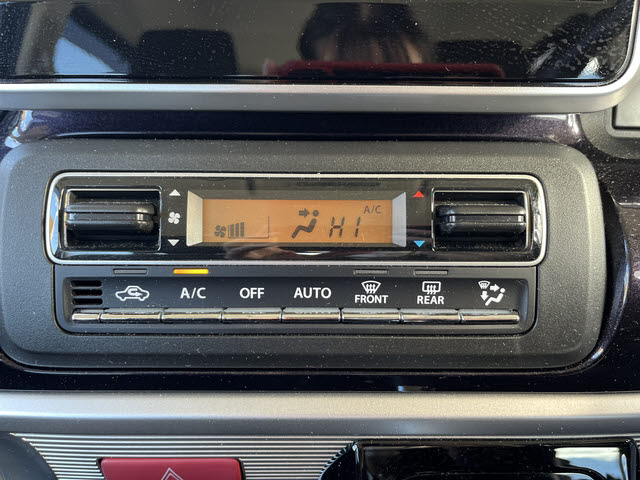 A/C
HI
A/C OFF AUTO FRONT REAR